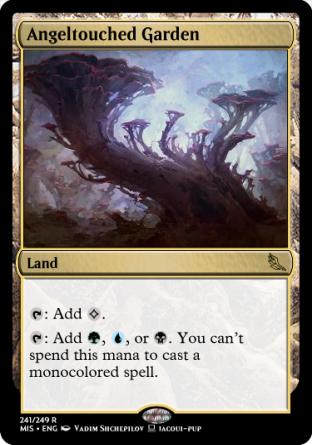 Angeltouched Garden
Land
: Add .
: Add , , or . You can't
spend this mana to cast a
monocolored spell.
241/249 R
MIS • ENG Vadim Shchepilov iacoui-pup